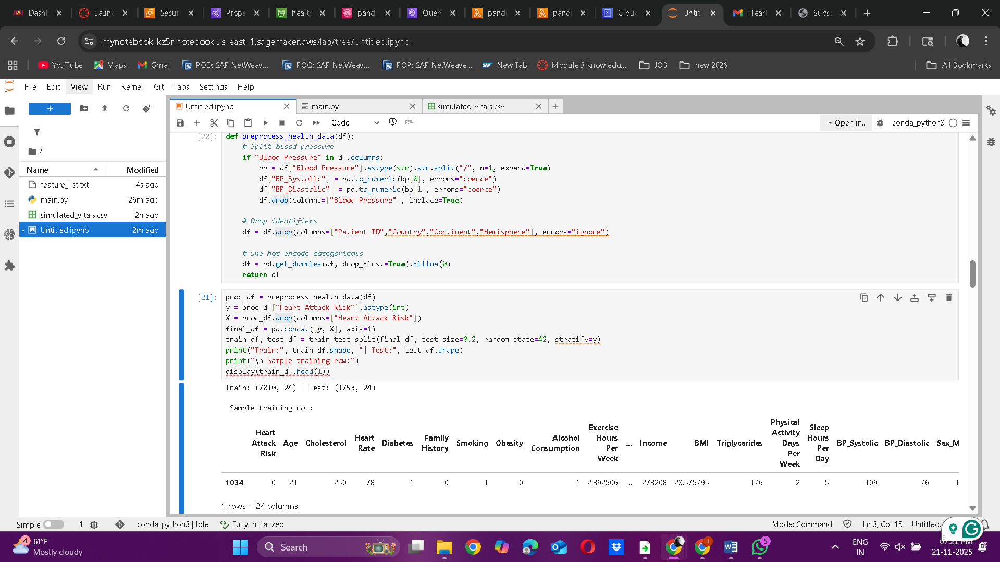 Dashb
Laun
Secur
Prope
health
pandi
Query
pandi
pandi
Clouc
Untitl
Heart
Subsc
mynotebook-kz5r.notebook.us-east-1.sagemaker.aws/lab/tree/Untitled.ipynb
YouTube
Maps
Gmail
POD: SAP NetWeav...
POQ: SAP NetWeav...
POP: SAP NetWeave...
New Tab
Module 3 Knowledg...
JOB
new 2026
All Bookmarks
File Edit View Run Kernel Git Tabs Settings Help
Untitled.ipynb
main.py
simulated_vitals.csv
Code
git
Open in...
conda_python3
/
Name Modified
feature_list.txt 4s ago
main.py 26m ago
simulated_vitals.csv 2h ago
Untitled.ipynb 2m ago
[20]: def preprocess_health_data(df):
# Split blood pressure
if "Blood Pressure" in df.columns:
bp = df["Blood Pressure"].astype(str).str.split("/", n=1, expand=True)
df["BP_Systolic"] = pd.to_numeric(bp[0], errors="coerce")
df["BP_Diastolic"] = pd.to_numeric(bp[1], errors="coerce")
df.drop(columns=["Blood Pressure"], inplace=True)
# Drop identifiers
df = df.drop(columns=["Patient ID","Country","Continent","Hemisphere"], errors="ignore")
# One-hot encode categoricals
df = pd.get_dummies(df, drop_first=True).fillna(0)
return df
[21]: proc_df = preprocess_health_data(df)
y = proc_df["Heart Attack Risk"].astype(int)
X = proc_df.drop(columns=["Heart Attack Risk"])
final_df = pd.concat([y, X], axis=1)
train_df, test_df = train_test_split(final_df, test_size=0.2, random_state=42, stratify=y)
print("Train:", train_df.shape, "| Test:", test_df.shape)
print("\n Sample training row:")
display(train_df.head(1))
Train: (7010, 24) | Test: (1753, 24)
Sample training row:
Heart Attack Risk Age Cholesterol Heart Rate Diabetes Family History Smoking Obesity Alcohol Consumption Exercise Hours Per Week ... Income BMI Triglycerides Physical Activity Days Per Week Sleep Hours Per Day BP_Systolic BP_Diastolic Sex_M
1034 0 21 250 78 1 0 1 0 1 2.392506 ... 273208 23.575795 176 2 5 109 76 T
1 rows × 24 columns
Simple
1
conda_python3 | Idle
Fully initialized
Mode: Command
Ln 3, Col 15
Untitled.i
4
61°F
Mostly cloudy
Search
5
ENG
IN
07:21 PM
21-11-2025